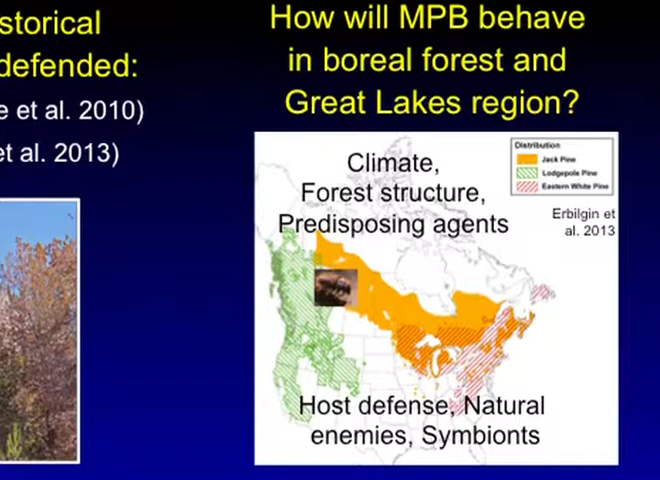 storical
defended:
e et al. 2010)
et al. 2013)
How will MPB behave
in boreal forest and
Great Lakes region?
Climate,
Forest structure,
Predisposing agents
Distribution
Jack Pine
Lodgepole Pine
Eastern White Pine
Erbilgin et
al. 2013
Host defense, Natural
enemies, Symbionts